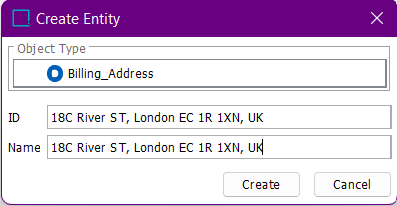 Create Entity
Object Type
Billing_Address
ID 18C River ST, London EC 1R 1XN, UK
Name 18C River ST, London EC 1R 1XN, UK
Create Cancel